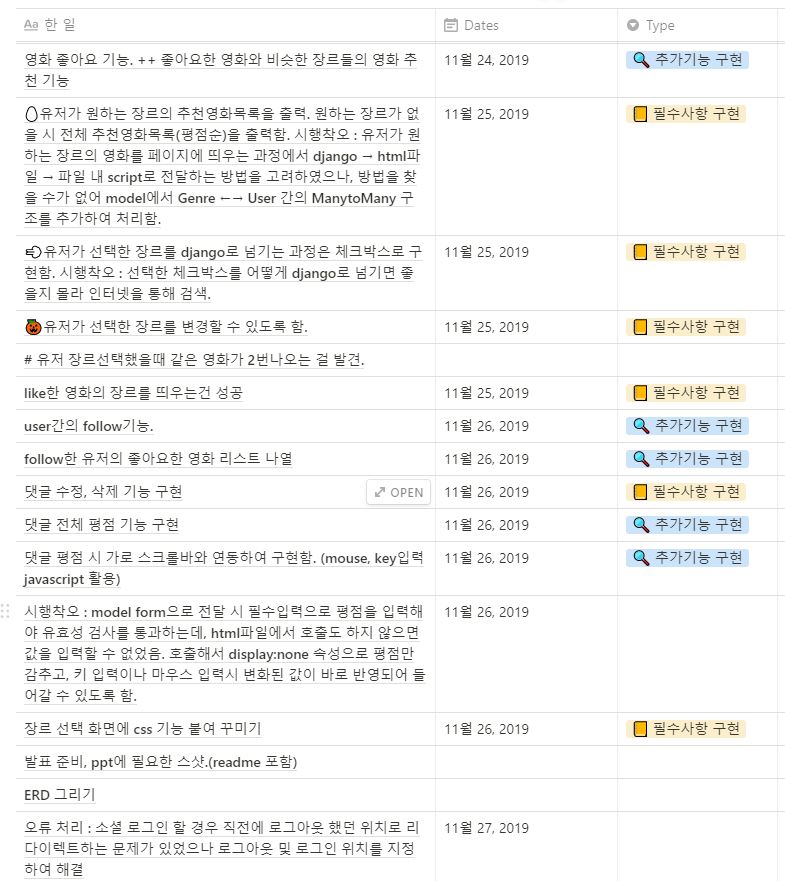 Aa 한 일 Dates Type
영화 좋아요 기능. ++ 좋아요한 영화와 비슷한 장르들의 영화 추 11월 24, 2019 추가기능 구현
천 기능
유저가 원하는 장르의 추천영화목록을 출력. 원하는 장르가 없 11월 25, 2019 필수사항 구현
을 시 전체 추천영화목록(평점순)을 출력함. 시행착오 : 유저가 원
하는 장르의 영화를 페이지에 띄우는 과정에서 django → html파
일 → 파일 내 script로 전달하는 방법을 고려하였으나, 방법을 찾
을 수가 없어 model에서 Genre ←→ User 간의 ManytoMany 구
조를 추가하여 처리함.
유저가 선택한 장르를 django로 넘기는 과정은 체크박스로 구 11월 25, 2019 필수사항 구현
현함. 시행착오 : 선택한 체크박스를 어떻게 django로 넘기면 좋
을지 몰라 인터넷을 통해 검색.
유저가 선택한 장르를 변경할 수 있도록 함. 11월 25, 2019 필수사항 구현
# 유저 장르선택했을때 같은 영화가 2번나오는 걸 발견.
like한 영화의 장르를 띄우는건 성공 11월 25, 2019 필수사항 구현
user간의 follow기능. 11월 26, 2019 추가기능 구현
follow한 유저의 좋아요한 영화 리스트 나열 11월 26, 2019 추가기능 구현
댓글 수정, 삭제 기능 구현 OPEN 11월 26, 2019 필수사항 구현
댓글 전체 평점 기능 구현 11월 26, 2019 추가기능 구현
댓글 평점 시 가로 스크롤바와 연동하여 구현함. (mouse, key입력 11월 26, 2019 추가기능 구현
javascript 활용)
시행착오 : model form으로 전달 시 필수입력으로 평점을 입력해 11월 26, 2019
야 유효성 검사를 통과하는데, html파일에서 호출도 하지 않으면
값을 입력할 수 없었음. 호출해서 display:none 속성으로 평점만
감추고, 키 입력이나 마우스 입력시 변화된 값이 바로 반영되어 들
어갈 수 있도록 함.
장르 선택 화면에 css 기능 붙여 꾸미기 11월 26, 2019 필수사항 구현
발표 준비, ppt에 필요한 스샷.(readme 포함)
ERD 그리기
오류 처리 : 소셜 로그인 할 경우 직전에 로그아웃 했던 위치로 리 11월 27, 2019
다이렉트하는 문제가 있었으나 로그아웃 및 로그인 위치를 지정
하여 해결